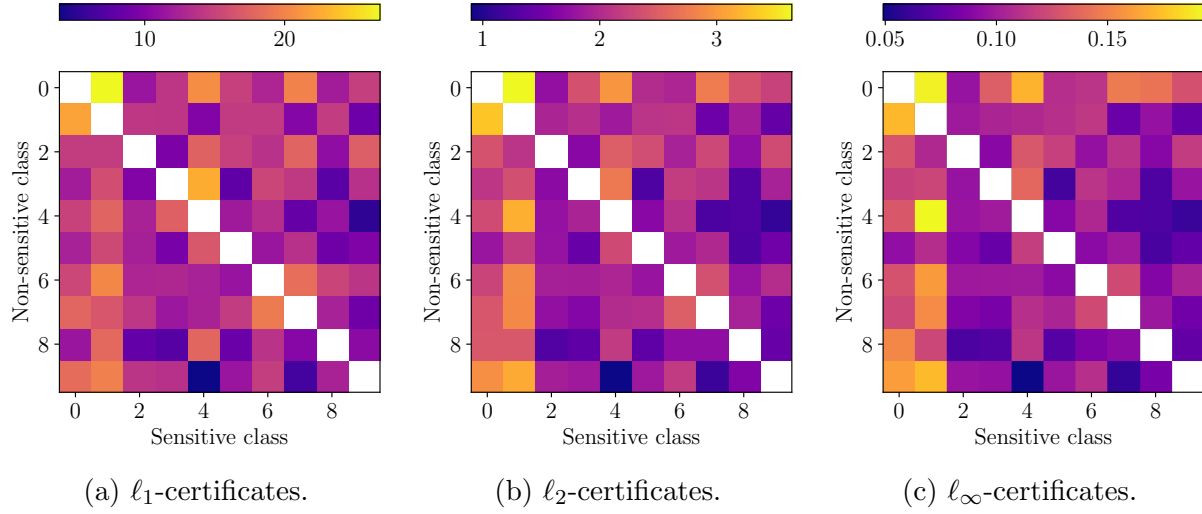 10 20
1 2 3
0.05 0.10 0.15
0
2
4
6
8
Non-sensitive class
0 2 4 6 8
Sensitive class
0
2
4
6
8
Non-sensitive class
0 2 4 6 8
Sensitive class
0
2
4
6
8
Non-sensitive class
0 2 4 6 8
Sensitive class
(a) ℓ₁-certificates.
(b) ℓ₂-certificates.
(c) ℓ∞-certificates.